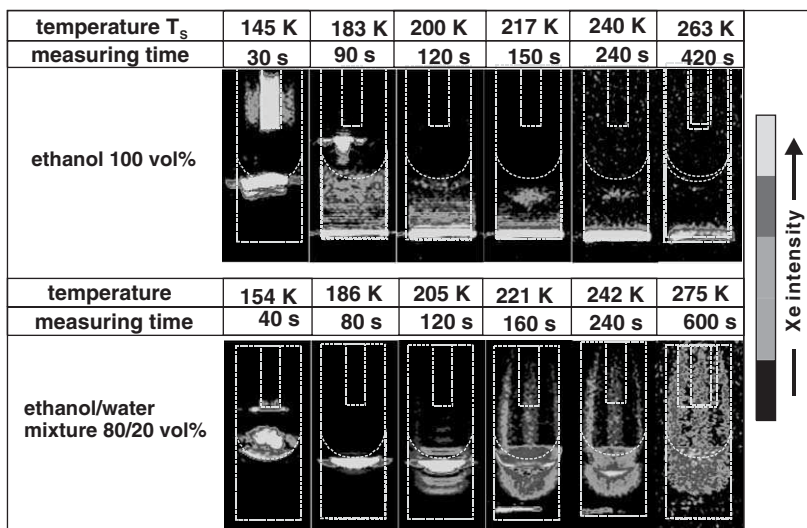 temperature Tₛ 145 K 183 K 200 K 217 K 240 K 263 K
measuring time 30 s 90 s 120 s 150 s 240 s 420 s
ethanol 100 vol%
temperature 154 K 186 K 205 K 221 K 242 K 275 K
measuring time 40 s 80 s 120 s 160 s 240 s 600 s
ethanol/water
mixture 80/20 vol%
Xe intensity